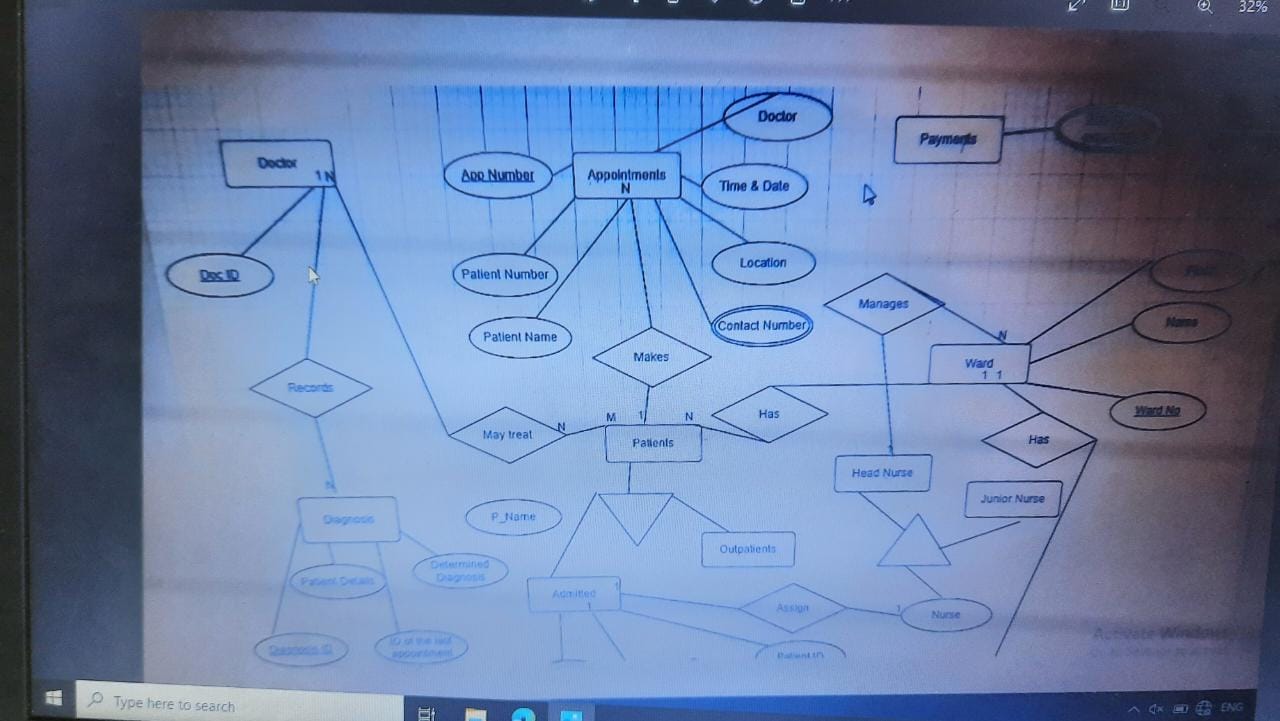 32%
Doctor
Payments
Doctor
1 N
App Number
Appointments
N
Time & Date
Doc ID
Patient Number
Location
Manages
Patient Name
Contact Number
Name
N
Makes
Ward
1 1
Records
Has
Ward No
M 1 N
May treat
N
Patients
Has
Head Nurse
Junior Nurse
N
Diagnosis
P_Name
Outpatients
Patient Details
Determined
Diagnosis
Admitted
1
1
Assign
1
Nurse
Diagnosis ID
ID of the last
appointment
Patient ID
Activate Windows
Type here to search
ENG